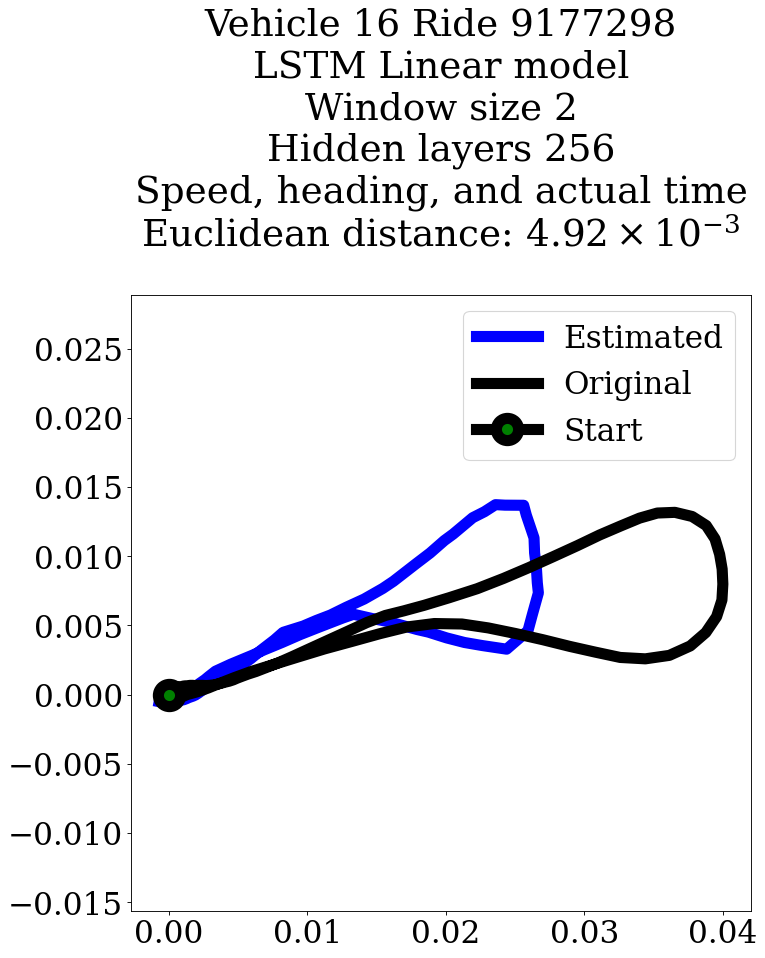 Vehicle 16 Ride 9177298
LSTM Linear model
Window size 2
Hidden layers 256
Speed, heading, and actual time
Euclidean distance: 4.92 × 10⁻³
Estimated
Original
Start
0.025
0.020
0.015
0.010
0.005
0.000
−0.005
−0.010
−0.015
0.00 0.01 0.02 0.03 0.04